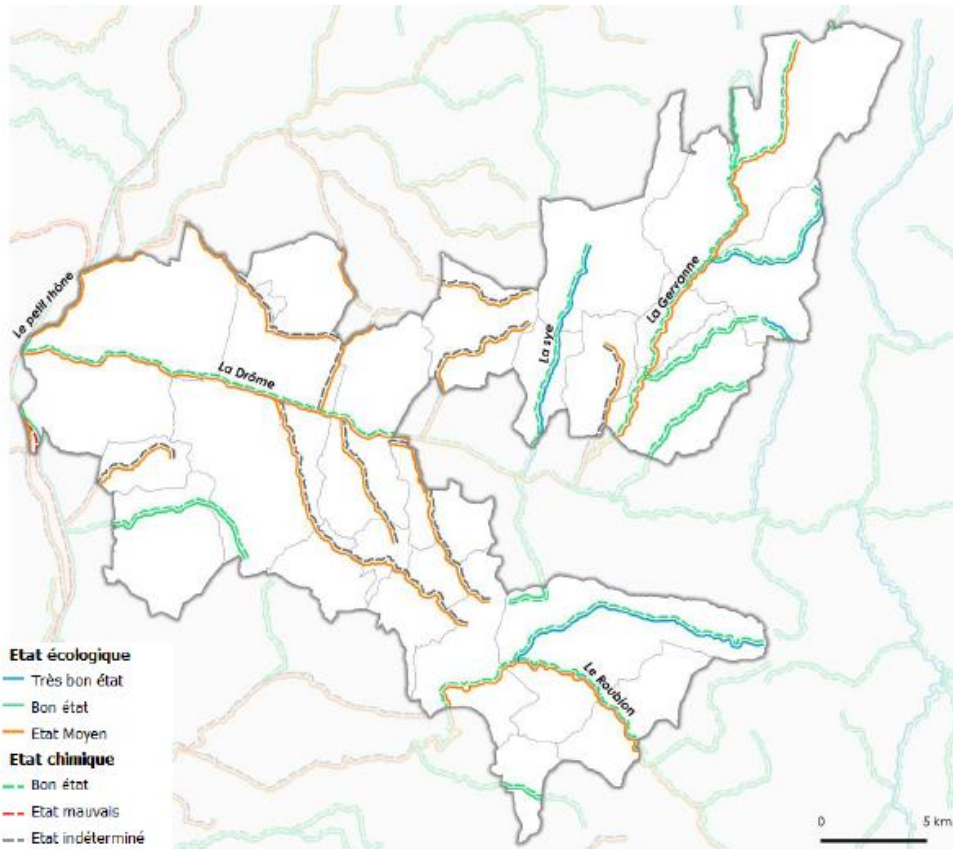 Le petit rhône
La Drôme
La sye
La Gervanne
Le Roubion
Etat écologique
Très bon état
Bon état
Etat Moyen
Etat chimique
Bon état
Etat mauvais
Etat indéterminé
0 5 km